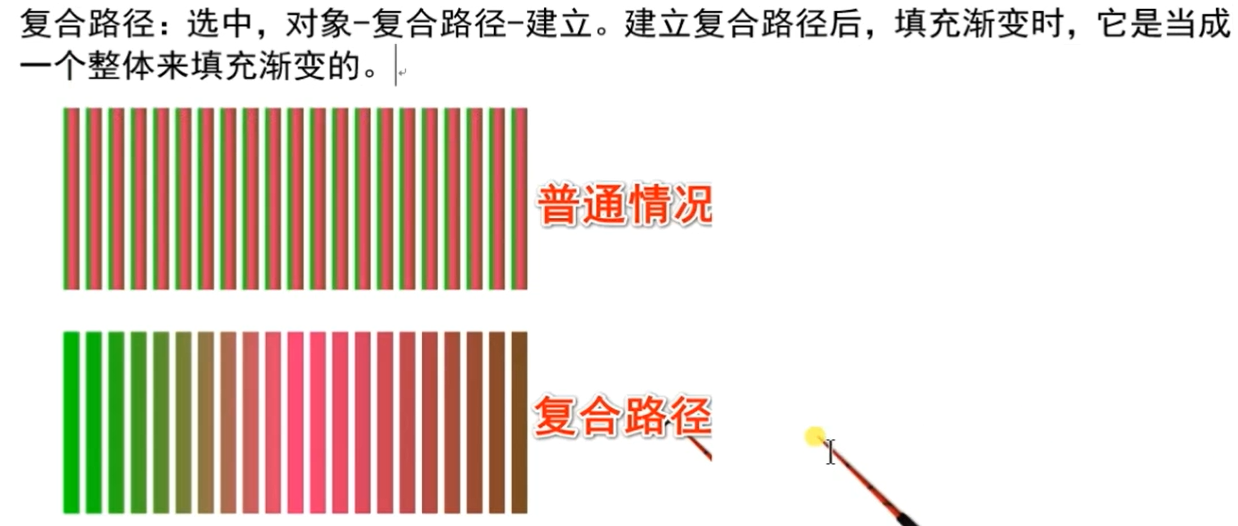 复合路径：选中，对象-复合路径-建立。建立复合路径后，填充渐变时，它是当成
一个整体来填充渐变的。
普通情况
复合路径